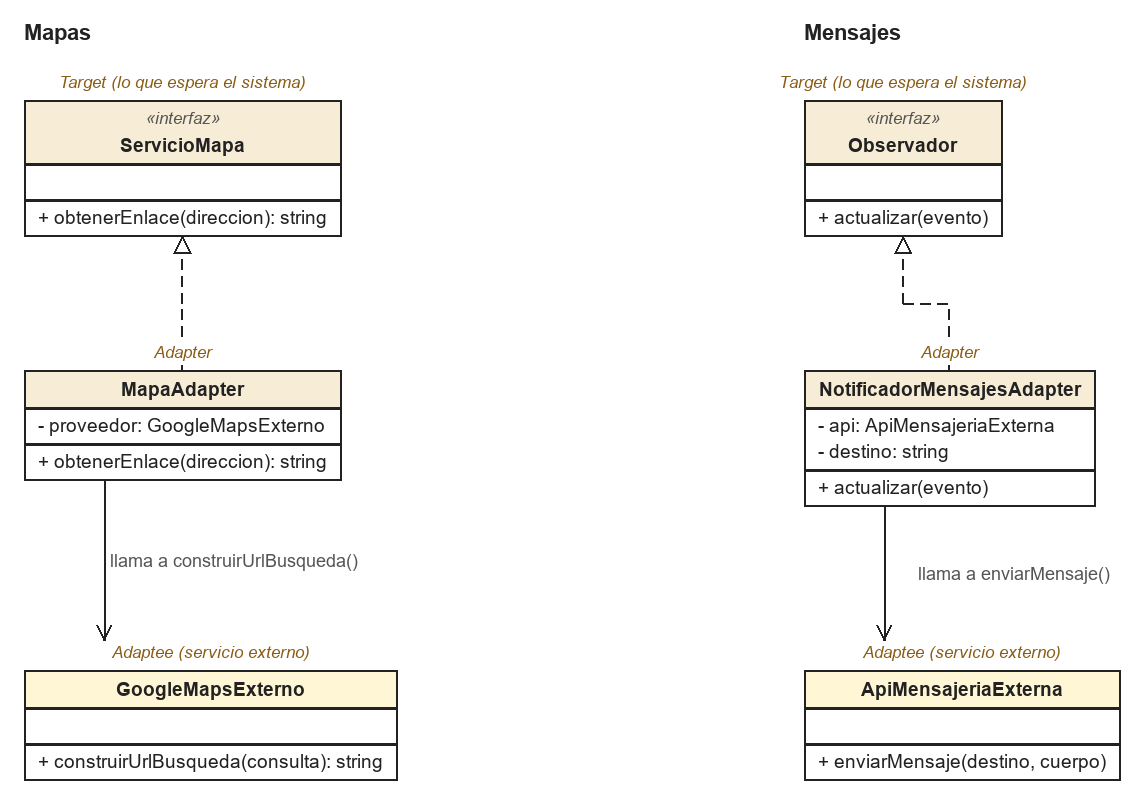 Mapas
Target (lo que espera el sistema)
«interfaz»
ServicioMapa
+ obtenerEnlace(direccion): string
Adapter
MapaAdapter
- proveedor: GoogleMapsExterno
+ obtenerEnlace(direccion): string
llama a construirUrlBusqueda()
Adaptee (servicio externo)
GoogleMapsExterno
+ construirUrlBusqueda(consulta): string
Mensajes
Target (lo que espera el sistema)
«interfaz»
Observador
+ actualizar(evento)
Adapter
NotificadorMensajesAdapter
- api: ApiMensajeriaExterna
- destino: string
+ actualizar(evento)
llama a enviarMensaje()
Adaptee (servicio externo)
ApiMensajeriaExterna
+ enviarMensaje(destino, cuerpo)